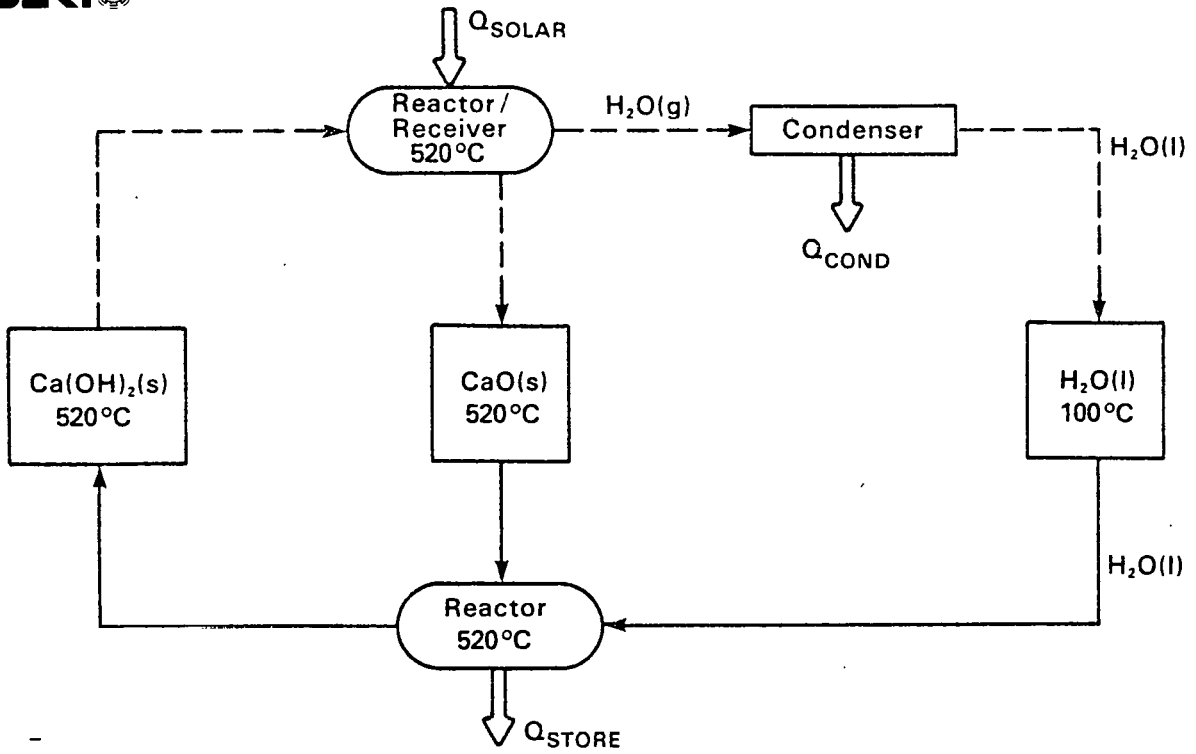 Q_SOLAR
Reactor/
Receiver
520°C
H₂O(g)
Condenser
H₂O(l)
Q_COND
Ca(OH)₂(s)
520°C
CaO(s)
520°C
H₂O(l)
100°C
H₂O(l)
Reactor
520°C
Q_STORE